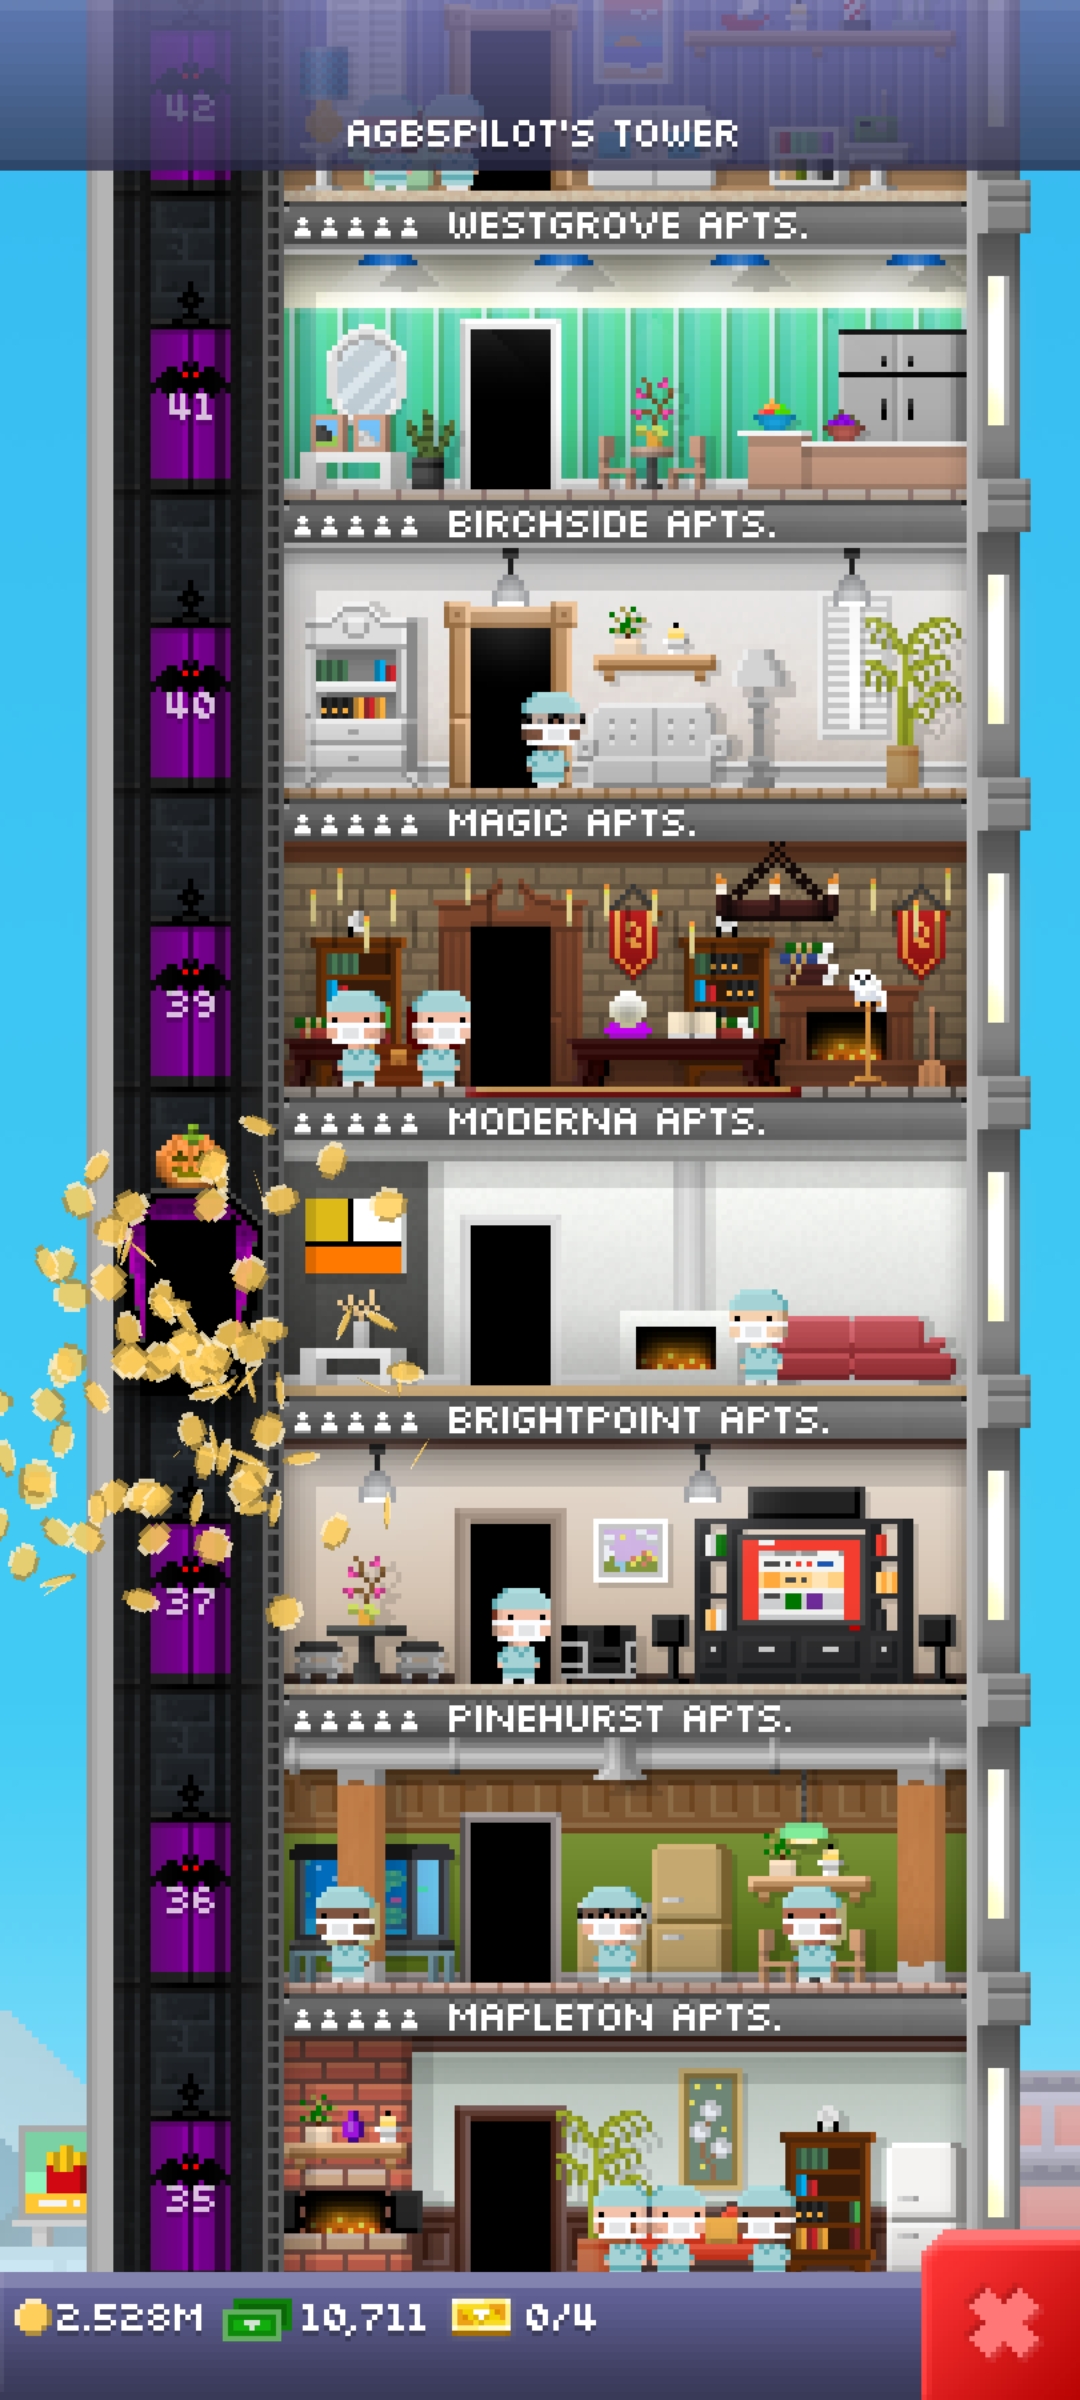 42
AGB5PILOT'S TOWER
WESTGROVE APTS.
41
BIRCHSIDE APTS.
40
MAGIC APTS.
39
MODERNA APTS.
BRIGHTPOINT APTS.
37
PINEHURST APTS.
36
MAPLETON APTS.
35
2.528M 10,711 0/4